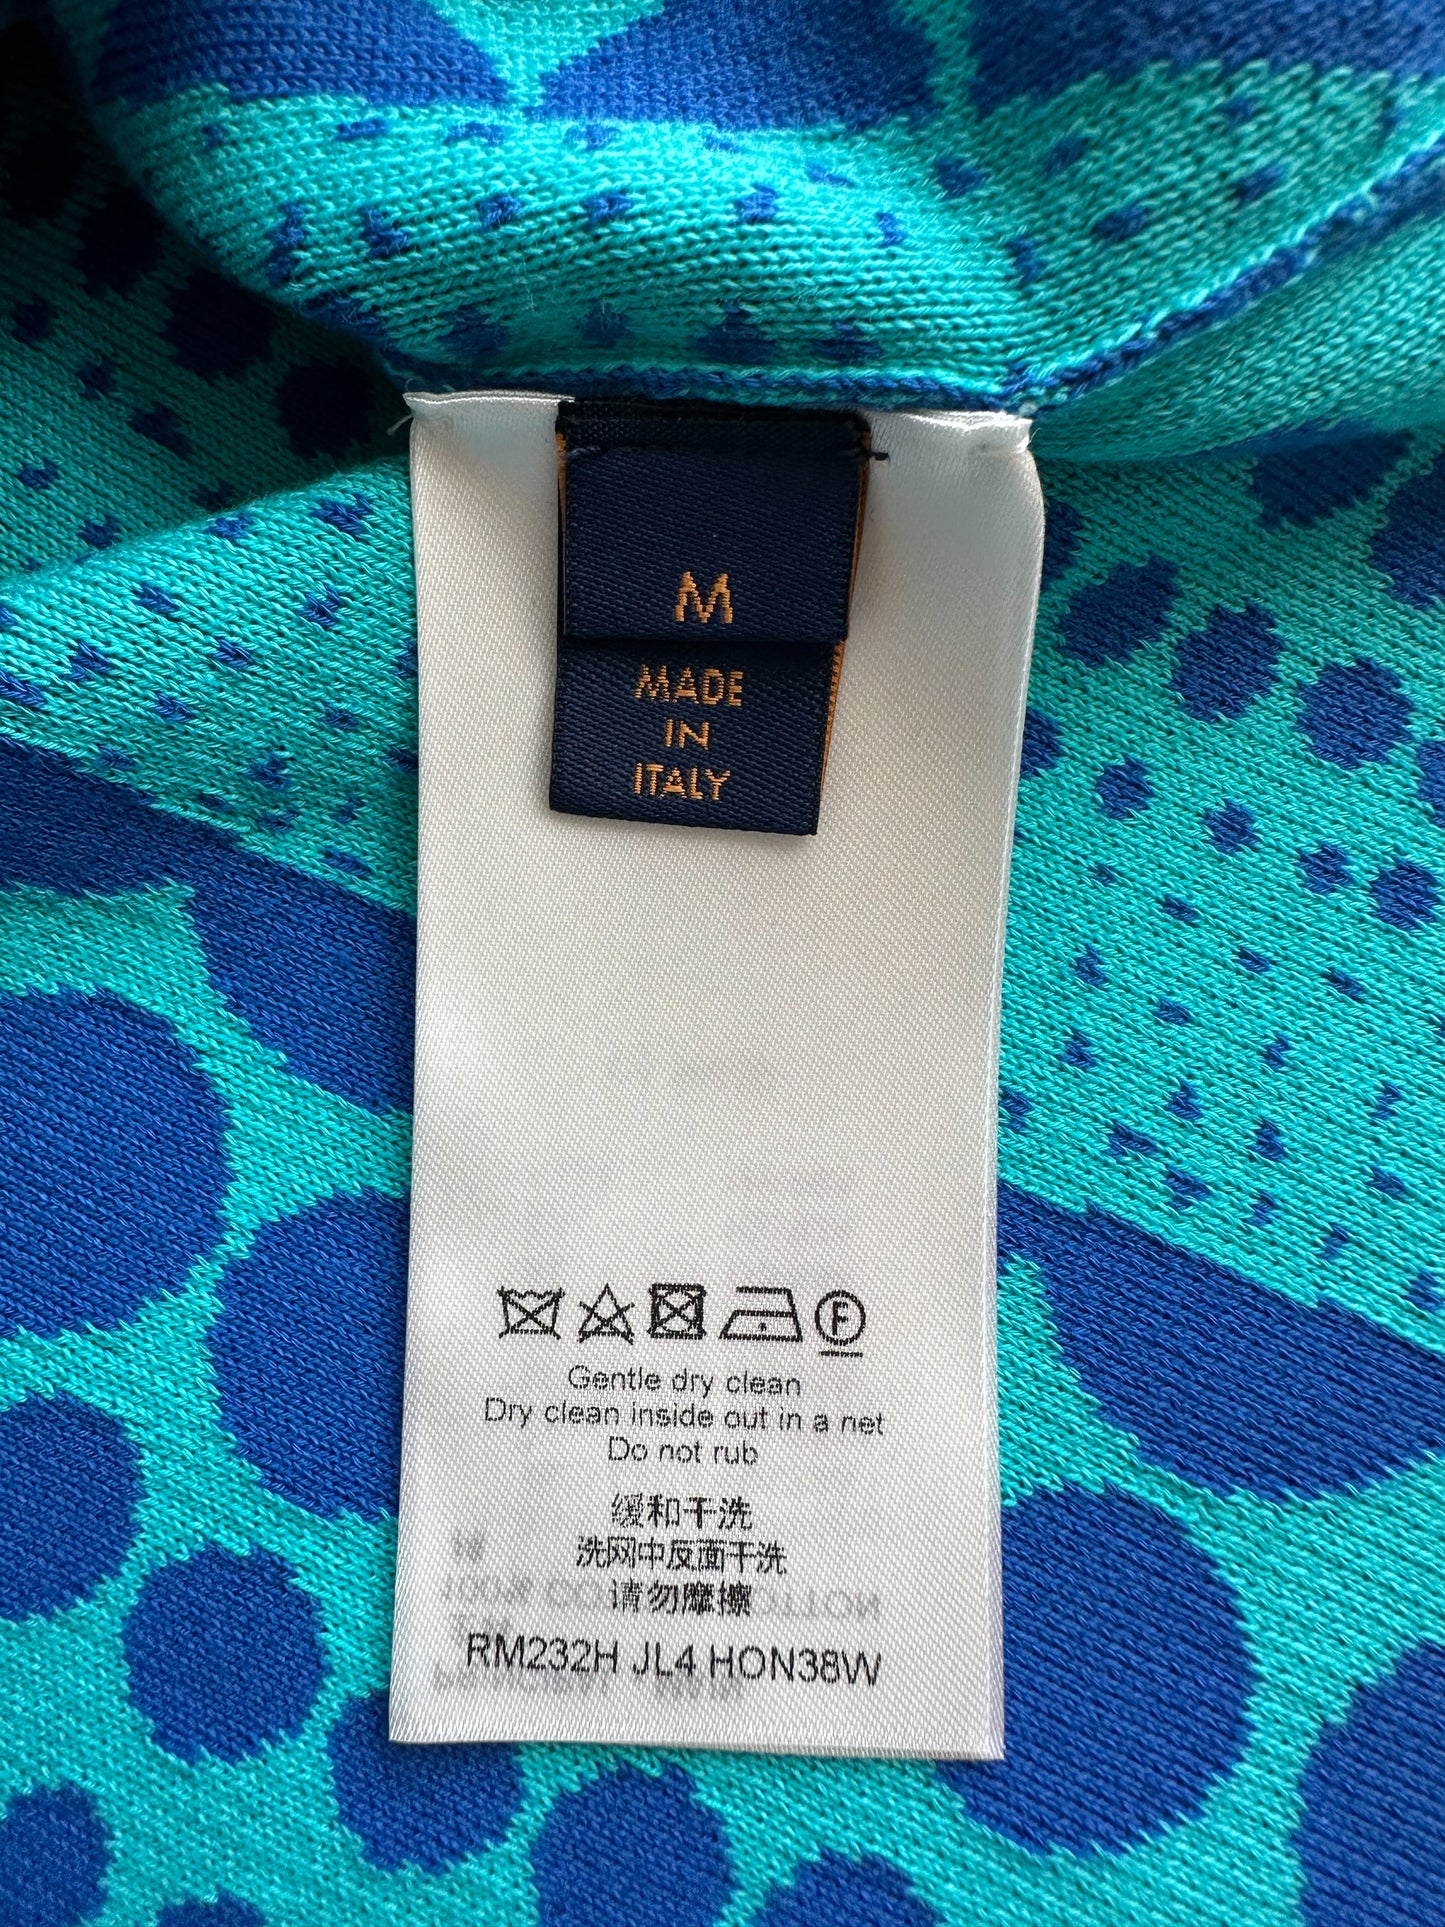 M
MADE
IN
ITALY
F
Gentle dry clean
Dry clean inside out in a net
Do not rub
缓和干洗
洗网中反面干洗
请勿摩擦
RM232H JL4 HON38W